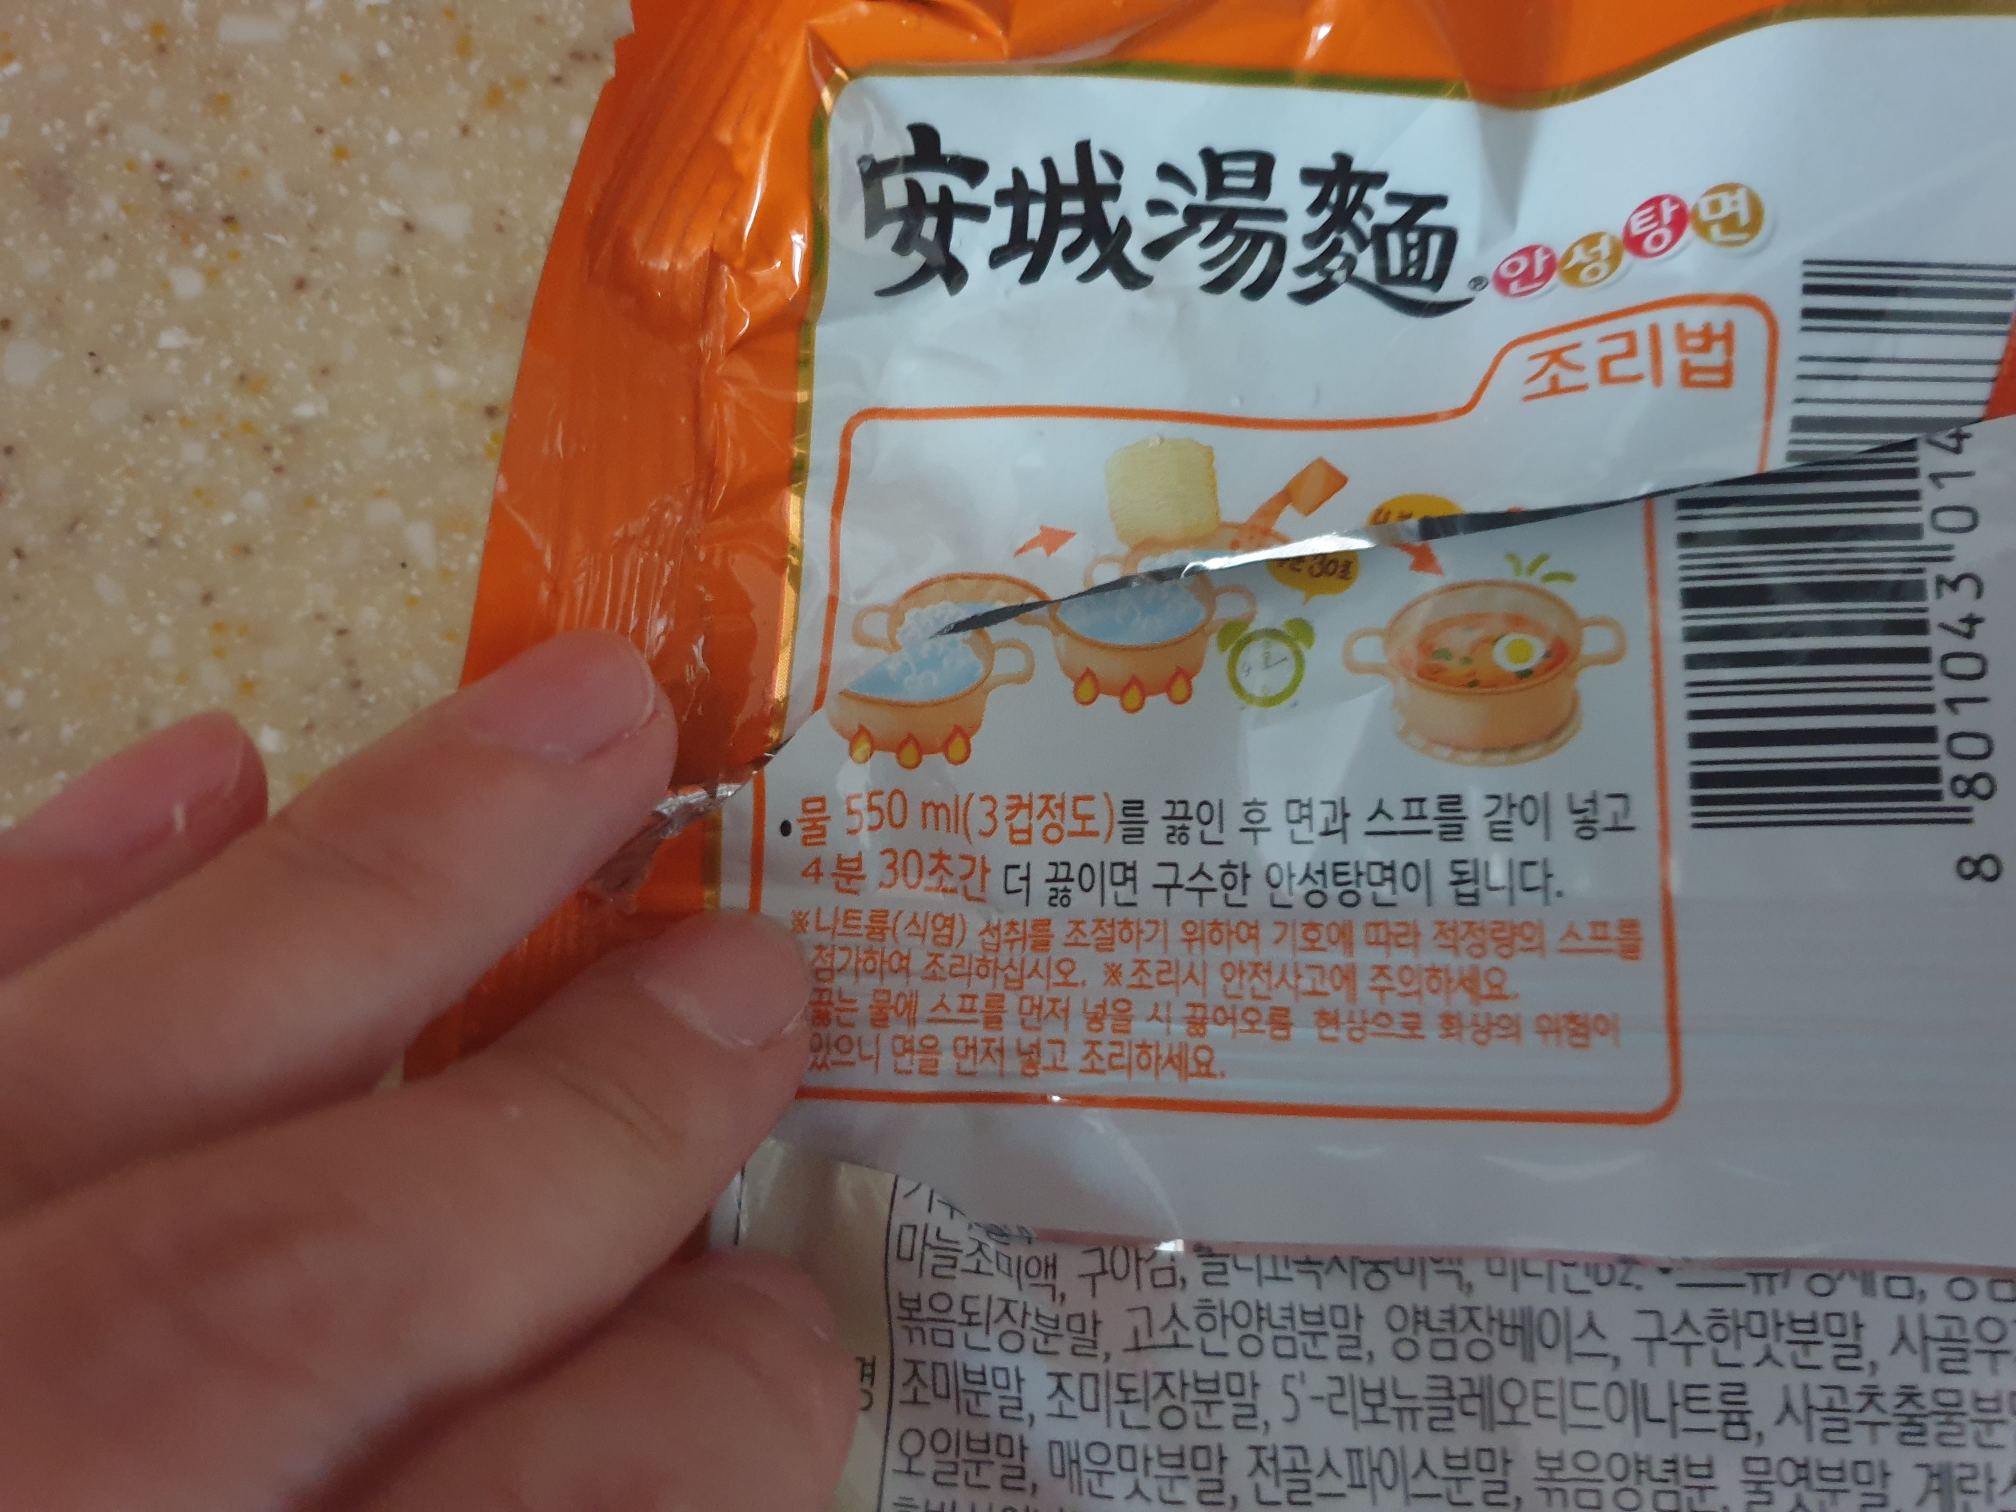 安城湯麵® 안성탕면
조리법
30초
• 물 550 ml(3컵정도)를 끓인 후 면과 스프를 같이 넣고
4분 30초간 더 끓이면 구수한 안성탕면이 됩니다.
※나트륨(식염) 섭취를 조절하기 위하여 기호에 따라 적정량의 스프를
첨가하여 조리하십시오. ※조리시 안전사고에 주의하세요.
끓는 물에 스프를 먼저 넣을 시 끓어오름 현상으로 화상의 위험이
있으니 면을 먼저 넣고 조리하세요.
8 801043 014
마늘조미액, 구아검,
볶음된장분말, 고소한양념분말, 양념장베이스, 구수한맛분말, 사골우
명 조미분말, 조미된장분말, 5'-리보뉴클레오티드이나트륨, 사골추출물분
오일분말, 매운맛분말, 전골스파이스분말, 볶음양념분 물엿분말 계란